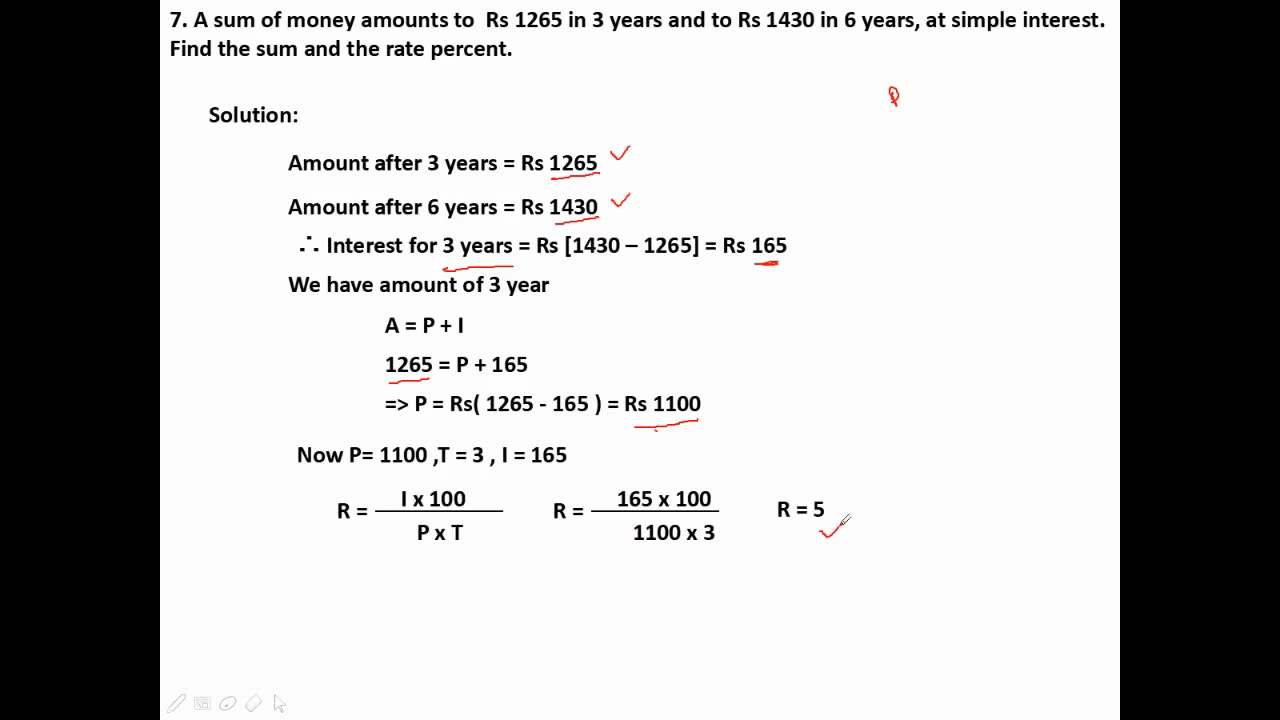 7. A sum of money amounts to  Rs 1265 in 3 years and to Rs 1430 in 6 years, at simple interest.
Find the sum and the rate percent.
Solution:
Amount after 3 years = Rs 1265
Amount after 6 years = Rs 1430
∴ Interest for 3 years = Rs [1430 – 1265] = Rs 165
We have amount of 3 year
A = P + I
1265 = P + 165
=> P = Rs( 1265 - 165 ) = Rs 1100
Now P= 1100 ,T = 3 , I = 165
R = I x 100 / P x T   R = 165 x 100 / 1100 x 3   R = 5